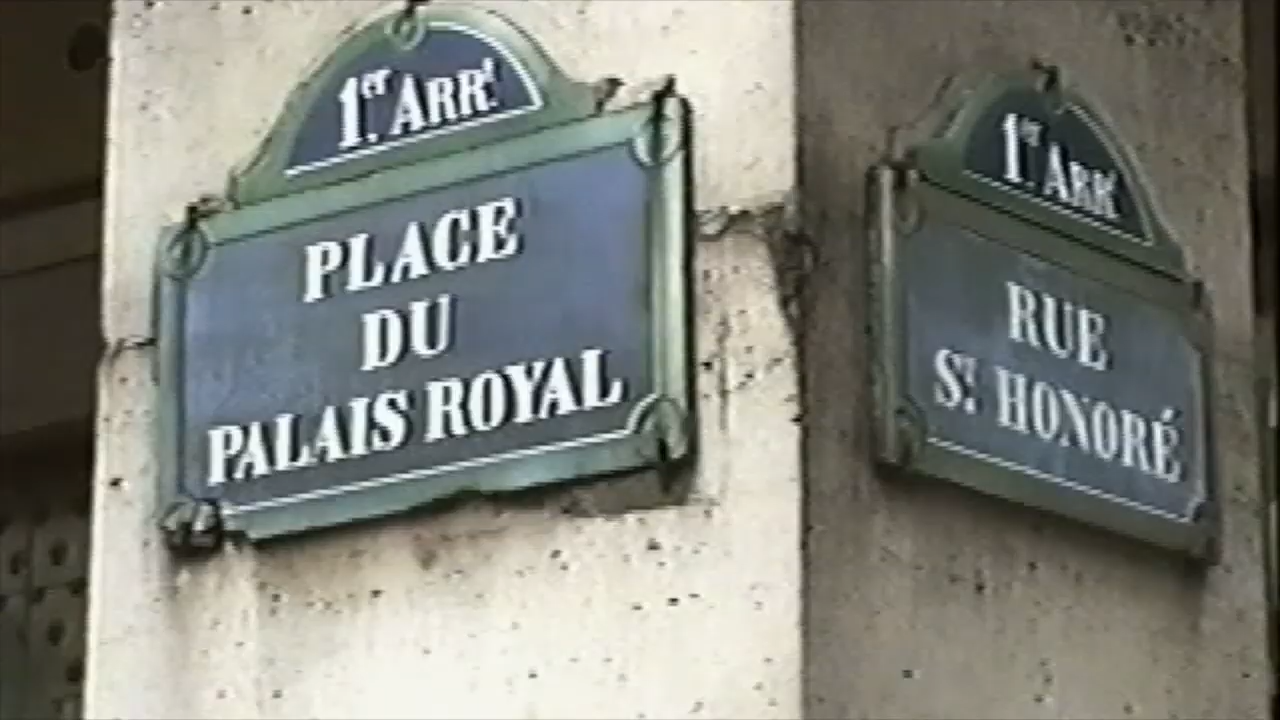 1er. ARRt.
PLACE
DU
PALAIS ROYAL
1er. ARRt
RUE
ST. HONORÉ